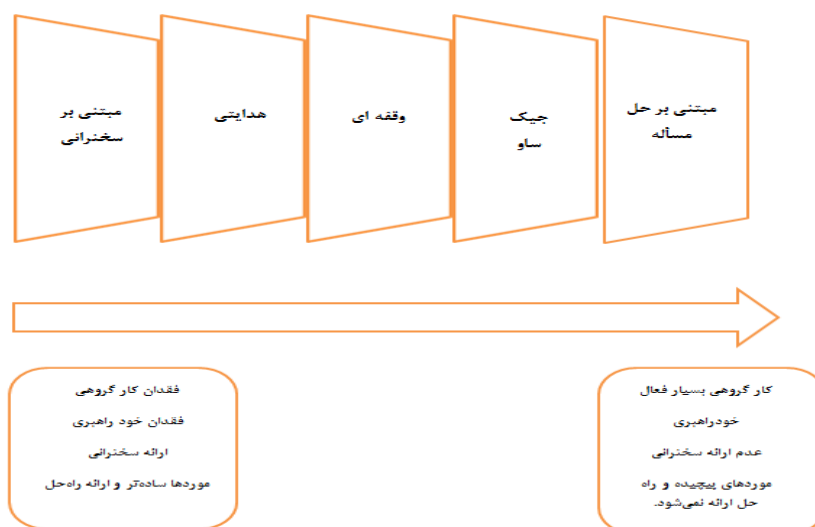 مبتنی بر
سخنرانی
هدایتی
وقفه ای
جیک
ساو
مبتنی بر حل
مسأله
فقدان کار گروهی
فقدان خود راهبری
ارائه سخنرانی
موردها ساده‌تر و ارائه راه‌حل
کار گروهی بسیار فعال
خودراهبری
عدم ارائه سخنرانی
موردهای پیچیده و راه
حل ارائه نمی‌شود.